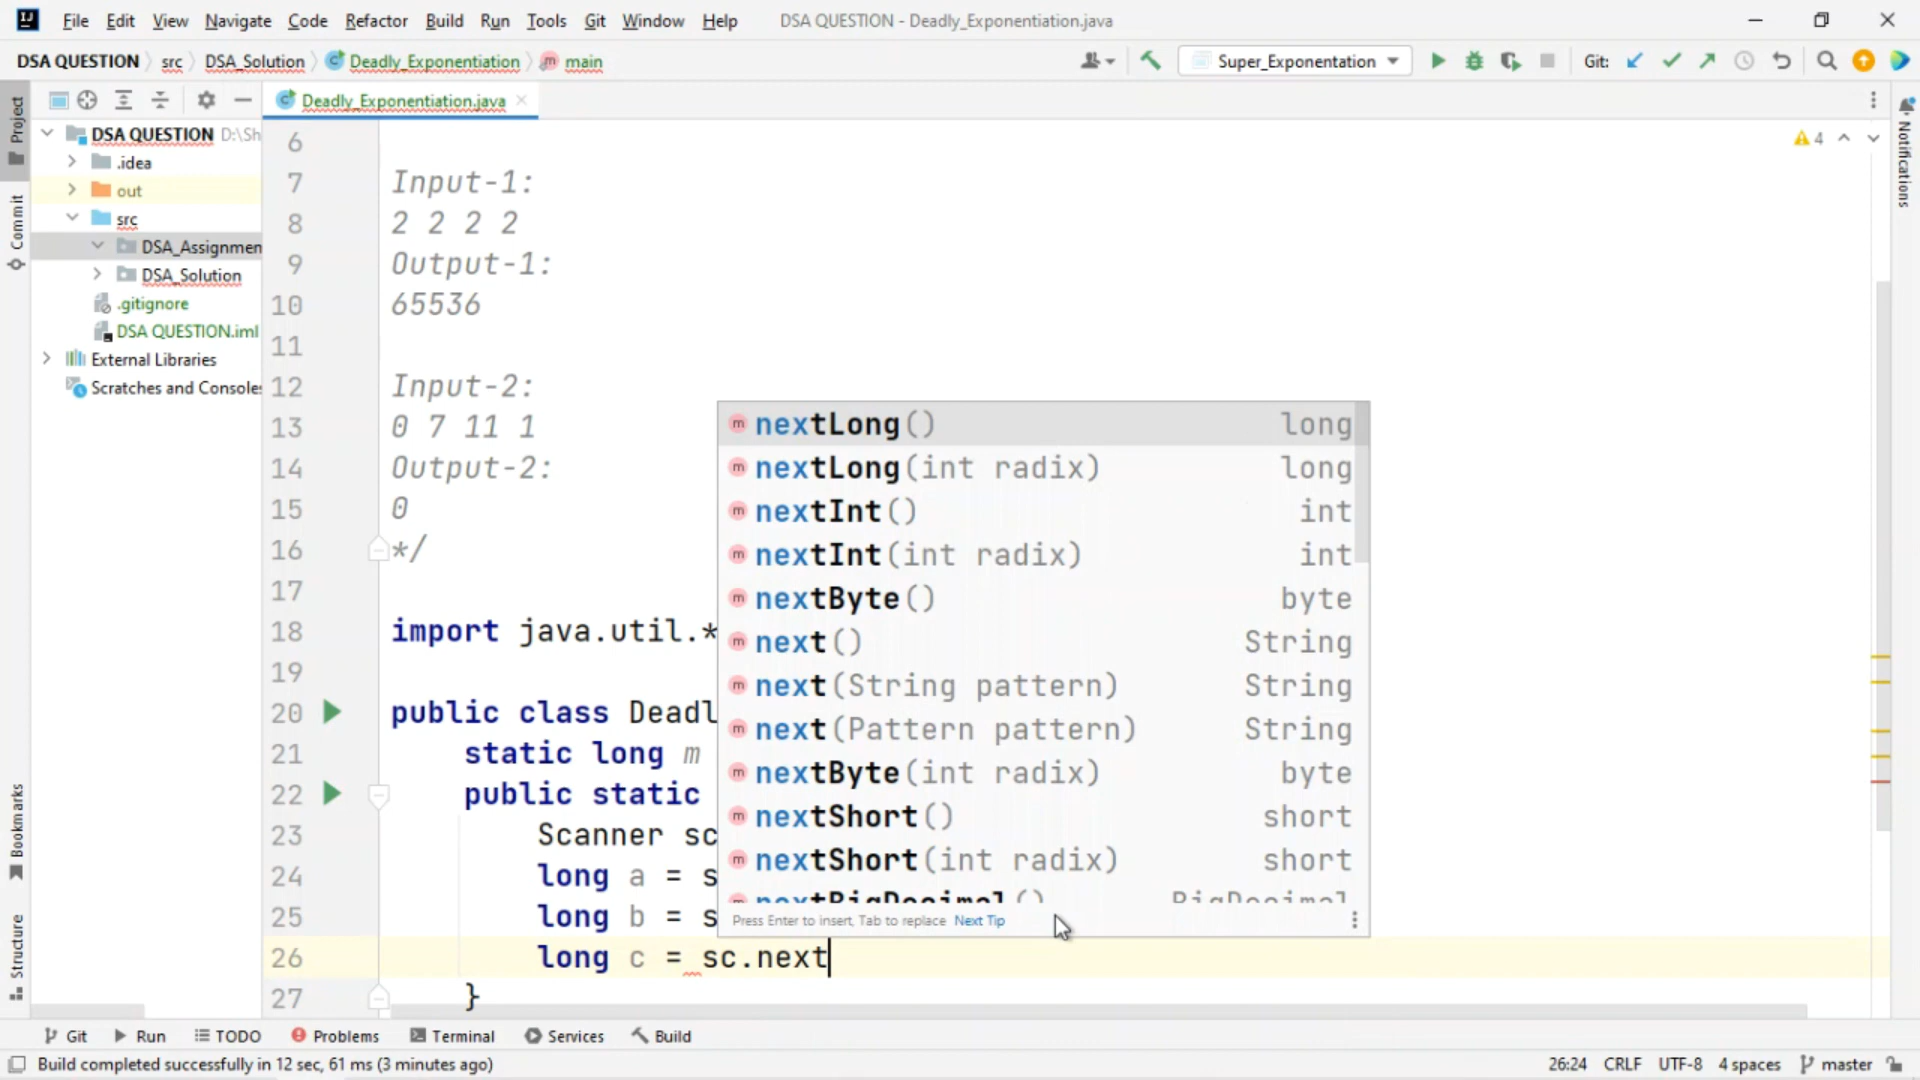 File Edit View Navigate Code Refactor Build Run Tools Git Window Help DSA QUESTION - Deadly_Exponentiation.java
DSA QUESTION src DSA_Solution Deadly_Exponentiation main Super_Exponentation Git:
Deadly_Exponentiation.java
Project
Commit
Bookmarks
Structure
DSA QUESTION D:\Sh
.idea
out
src
DSA_Assignmen
DSA_Solution
.gitignore
DSA QUESTION.iml
External Libraries
Scratches and Consoles
4
Notifications
6
7 Input-1:
8 2 2 2 2
9 Output-1:
10 65536
11
12 Input-2:
13 0 7 11 1
14 Output-2:
15 0
16 */
17
18 import java.util.*
19
20 public class Deadl
21 static long m
22 public static
23 Scanner sc
24 long a = s
25 long b = s
26 long c = sc.next
27 }
nextLong() long
nextLong(int radix) long
nextInt() int
nextInt(int radix) int
nextByte() byte
next() String
next(String pattern) String
next(Pattern pattern) String
nextByte(int radix) byte
nextShort() short
nextShort(int radix) short
nextBigDecimal() BigDecimal
Press Enter to insert, Tab to replace Next Tip
Git Run TODO Problems Terminal Services Build
Build completed successfully in 12 sec, 61 ms (3 minutes ago) 26:24 CRLF UTF-8 4 spaces master